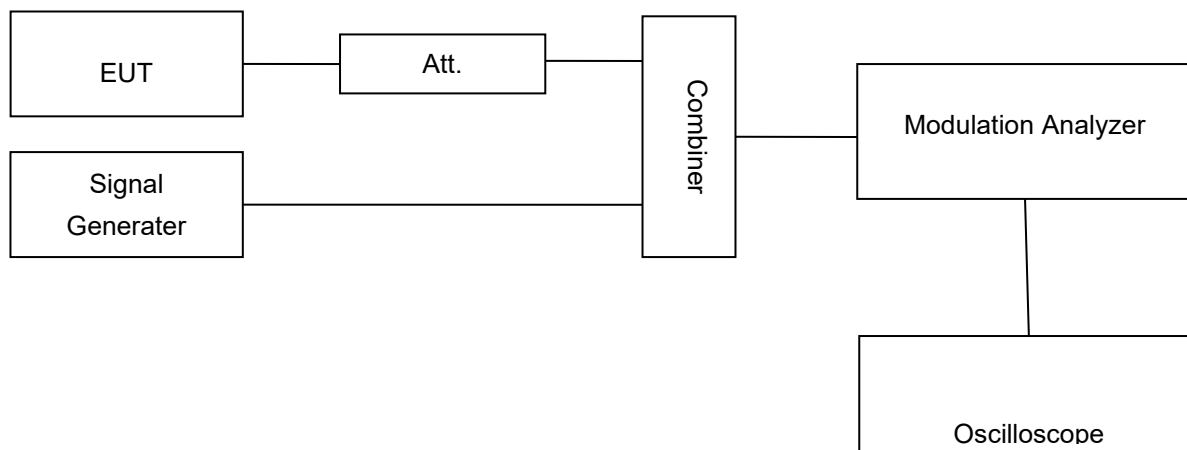 EUT
Att.
Combiner
Modulation Analyzer
Signal
Generater
Oscilloscope